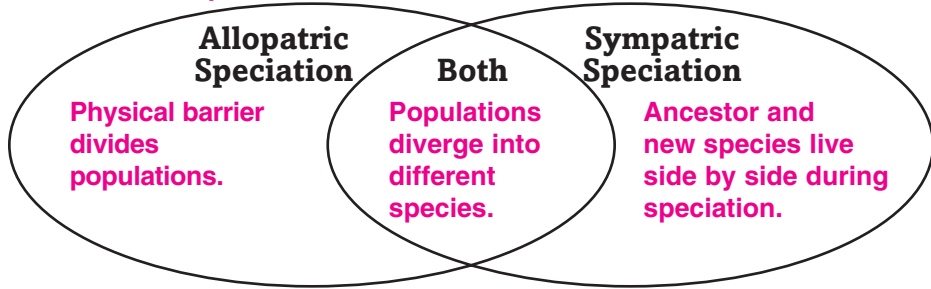 Allopatric
Speciation
Physical barrier
divides
populations.
Both
Populations
diverge into
different
species.
Sympatric
Speciation
Ancestor and
new species live
side by side during
speciation.